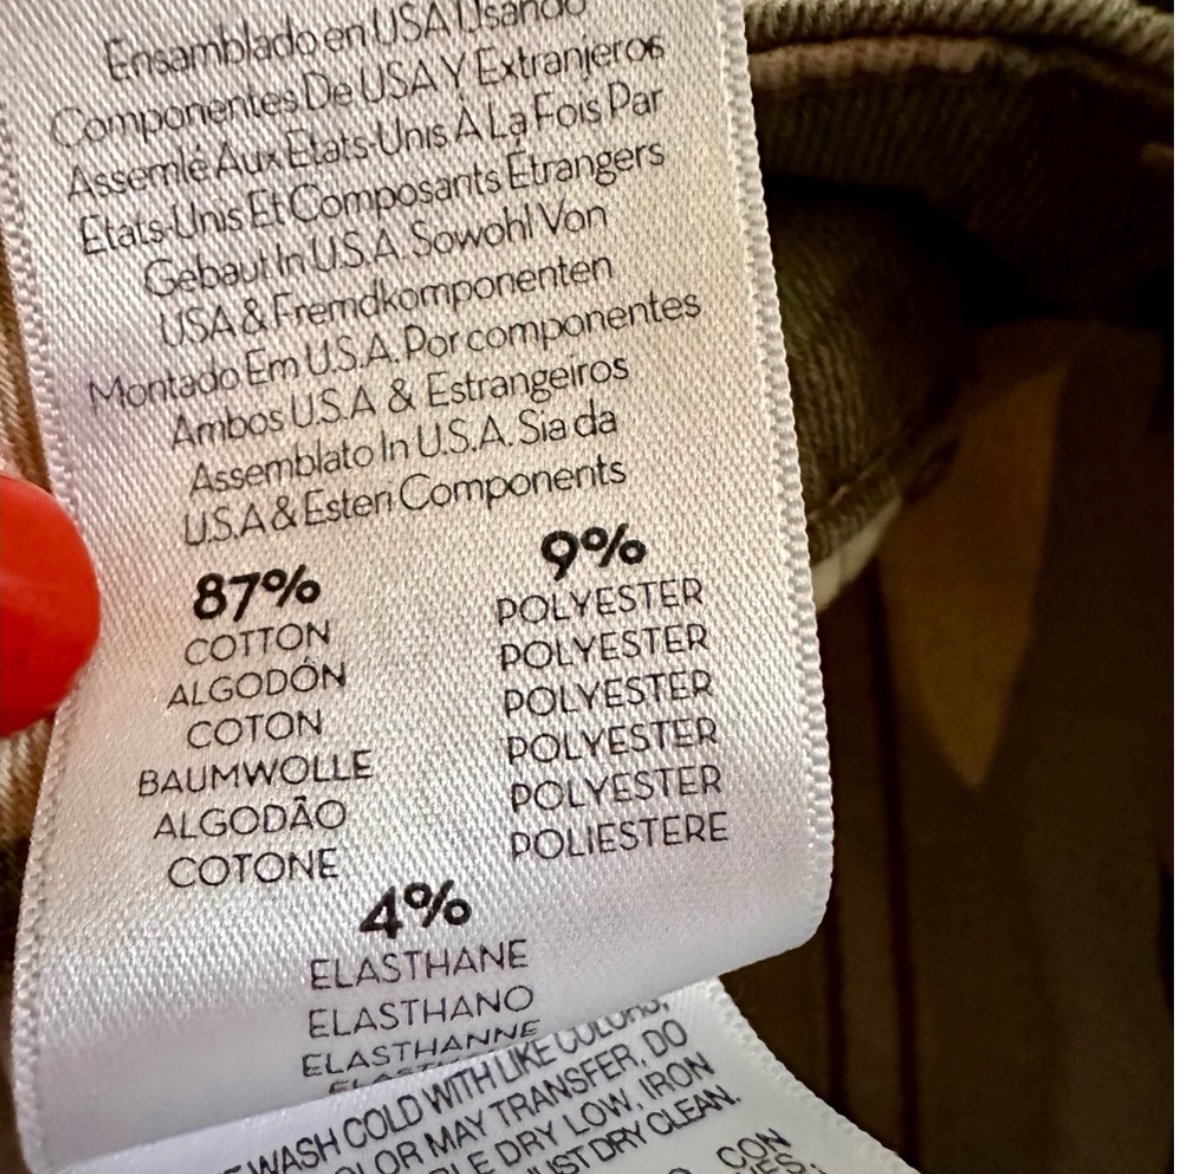 Ensamblado en USA Usando
Componentes De USA Y Extranjeros
Assemlé Aux Etats-Unis À La Fois Par
Etats-Unis Et Composants Étrangers
Gebaut In U.S.A. Sowohl Von
USA & Fremdkomponenten
Montado Em U.S.A. Por componentes
Ambos U.S.A & Estrangeiros
Assemblato In U.S.A. Sia da
U.S.A & Esteri Components
87%
COTTON
ALGODÓN
COTON
BAUMWOLLE
ALGODÃO
COTONE
9%
POLYESTER
POLYESTER
POLYESTER
POLYESTER
POLYESTER
POLIESTERE
4%
ELASTHANE
ELASTHANO
ELASTHANNE
WASH COLD WITH LIKE COLORS,
MAY TRANSFER, DO
DRY LOW, IRON
DRY CLEAN.
CON